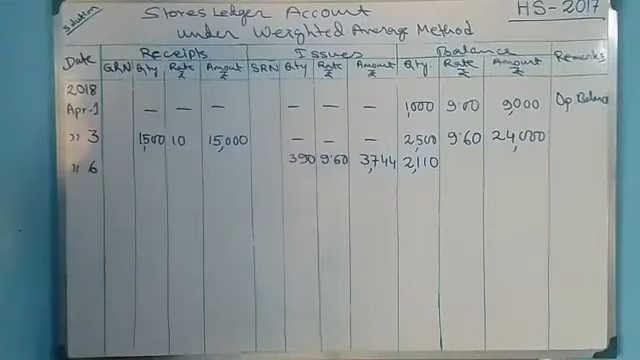 Solution
Stores Ledger Account
HS-2017
under Weighted Average Method
Date Receipts Issues Balance Remarks
GRN Qty Rate ₹ Amount ₹ SRN Qty Rate ₹ Amount ₹ Qty. Rate ₹ Amount ₹
2018
Apr-1 — — — — — — 1,000 9.00 9,000 Op. Balance
" 3 1,500 10 15,000 — — — 2,500 9.60 24,000
" 6 390 9.60 3,744 2,110